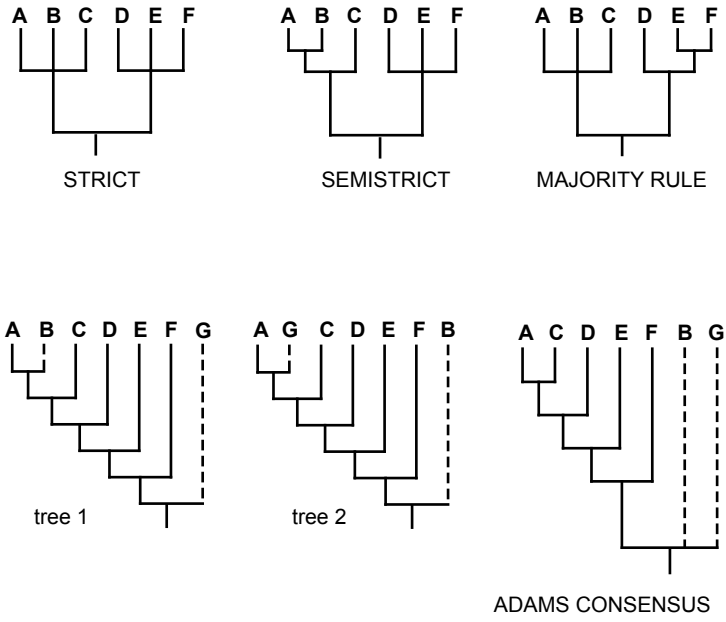 A B C D E F
A B C D E F
A B C D E F
STRICT
SEMISTRICT
MAJORITY RULE
A B C D E F G
A G C D E F B
A C D E F B G
tree 1
tree 2
ADAMS CONSENSUS